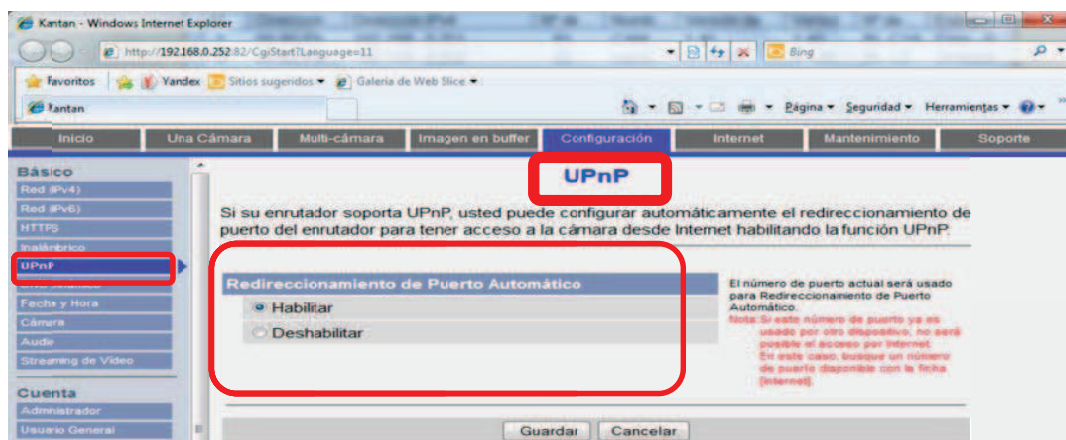 Kantan - Windows Internet Explorer
http://192.168.0.252:82/CgiStart?Language=11
Bing
Favoritos
Yandex
Sitios sugeridos
Galería de Web Slice
Kantan
Página
Seguridad
Herramientas
Inicio
Una Cámara
Multi-cámara
Imagen en buffer
Configuración
Internet
Mantenimiento
Soporte
Básico
Red (IPv4)
Red (IPv6)
HTTPS
Inalámbrico
UPnP
Fecha y Hora
Cámara
Audio
Streaming de Vídeo
Cuenta
Administrador
Usuario General
UPnP
Si su enrutador soporta UPnP, usted puede configurar automáticamente el redireccionamiento de
puerto del enrutador para tener acceso a la cámara desde Internet habilitando la función UPnP.
Redireccionamiento de Puerto Automático
Habilitar
Deshabilitar
El número de puerto actual será usado
para Redireccionamiento de Puerto
Automático.
Nota: Si este número de puerto ya es
usado por otro dispositivo, no será
posible el acceso por Internet.
En este caso, busque un número
de puerto disponible con la ficha
[Internet].
Guardar
Cancelar